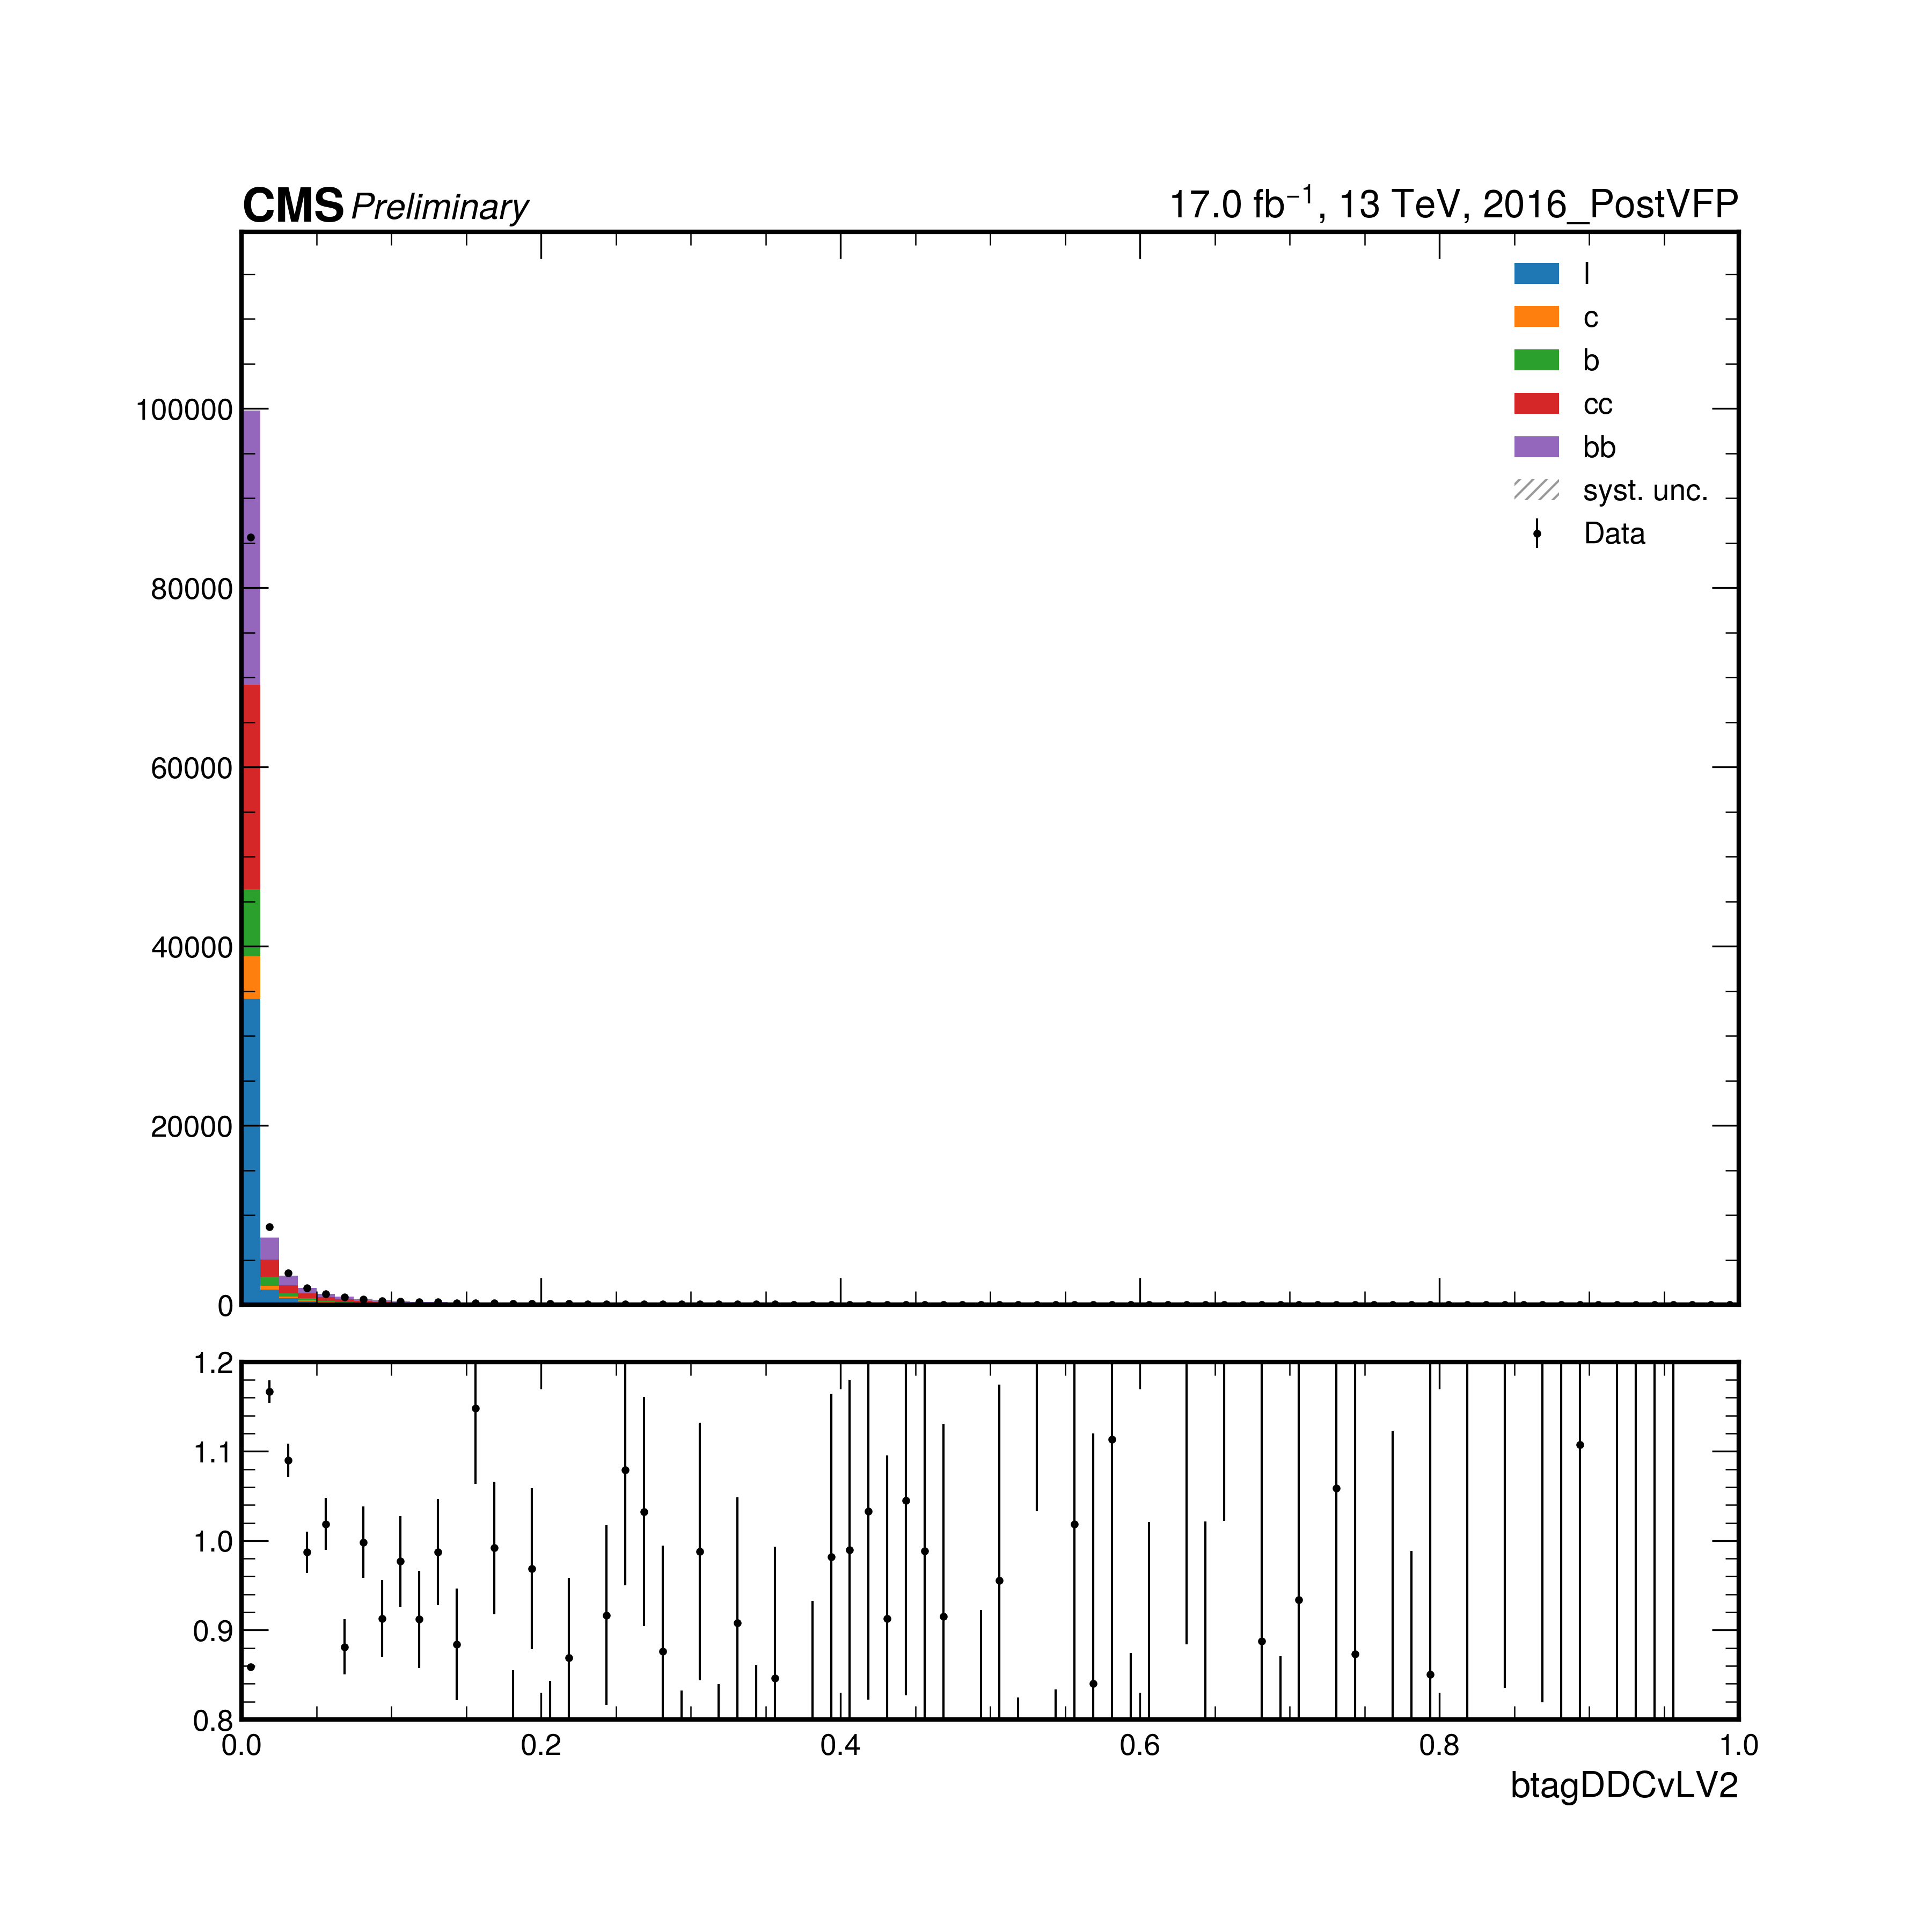 CMS Preliminary
17.0 fb⁻¹, 13 TeV, 2016_PostVFP
l
c
b
cc
bb
syst. unc.
Data
100000
80000
60000
40000
20000
0
1.2
1.1
1.0
0.9
0.8
0.0 0.2 0.4 0.6 0.8 1.0
btagDDCvLV2